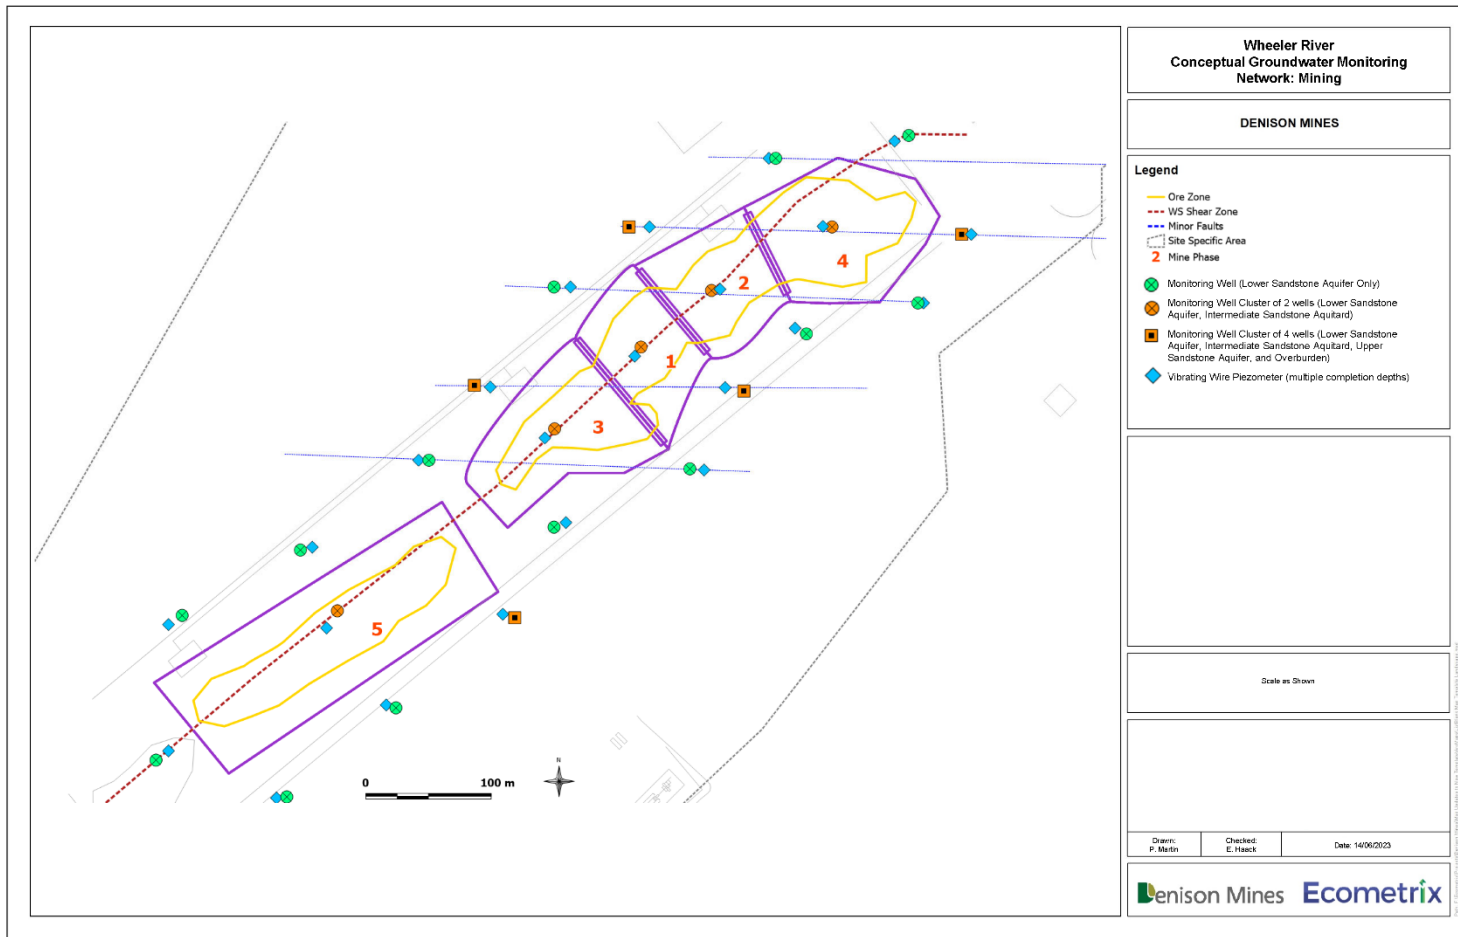 Wheeler River
Conceptual Groundwater Monitoring
Network: Mining
DENISON MINES
Legend
Ore Zone
WS Shear Zone
Minor Faults
Site Specific Area
2 Mine Phase
Monitoring Well (Lower Sandstone Aquifer Only)
Monitoring Well Cluster of 2 wells (Lower Sandstone
Aquifer, Intermediate Sandstone Aquitard)
Monitoring Well Cluster of 4 wells (Lower Sandstone
Aquifer, Intermediate Sandstone Aquitard, Upper
Sandstone Aquifer, and Overburden)
Vibrating Wire Piezometer (multiple completion depths)
4
2
1
3
5
0 100 m
N
Scale as Shown
Drawn:
P. Martin
Checked:
E. Haack
Date: 14/06/2023
Denison Mines
Ecometrix